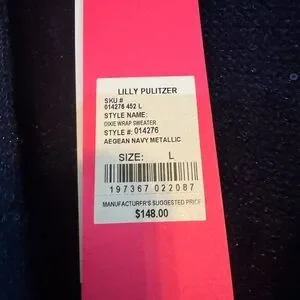 LILLY PULITZER
SKU #
014276 452 L
STYLE NAME:
DIXIE WRAP SWEATER
STYLE #: 014276
AEGEAN NAVY METALLIC
SIZE: L
197367 022087
MANUFACTURER'S SUGGESTED PRICE
$148.00